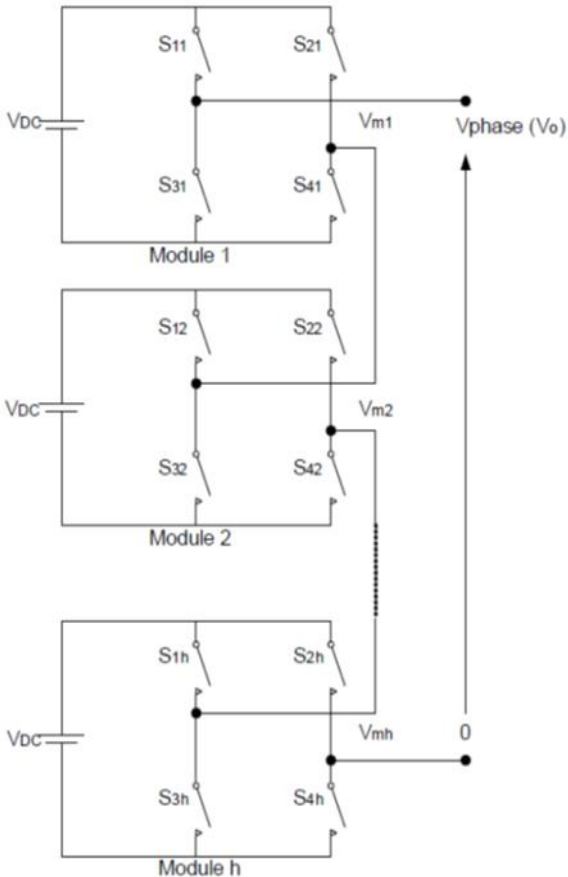 S11 S21
VDC Vm1 Vphase (Vo)
S31 S41
Module 1
S12 S22
VDC Vm2
S32 S42
Module 2
S1h S2h
VDC Vmh 0
S3h S4h
Module h